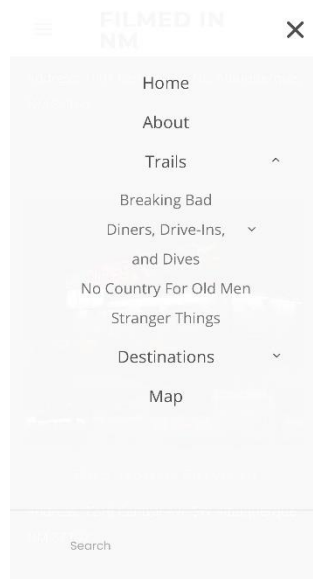 FILMED IN
NM
Home
About
Trails
Breaking Bad
Diners, Drive-Ins,
and Dives
No Country For Old Men
Stranger Things
Destinations
Map
Search